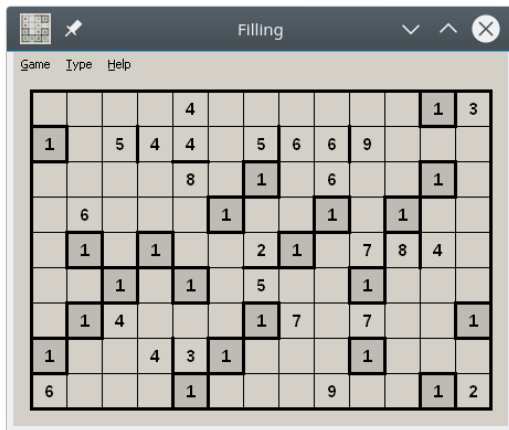 Filling
Game Type Help
4 1 3
1 5 4 4 5 6 6 9
8 1 6 1
6 1 1 1
1 1 2 1 7 8 4
1 1 5 1
1 4 1 7 7 1
1 4 3 1 1
6 1 9 1 2